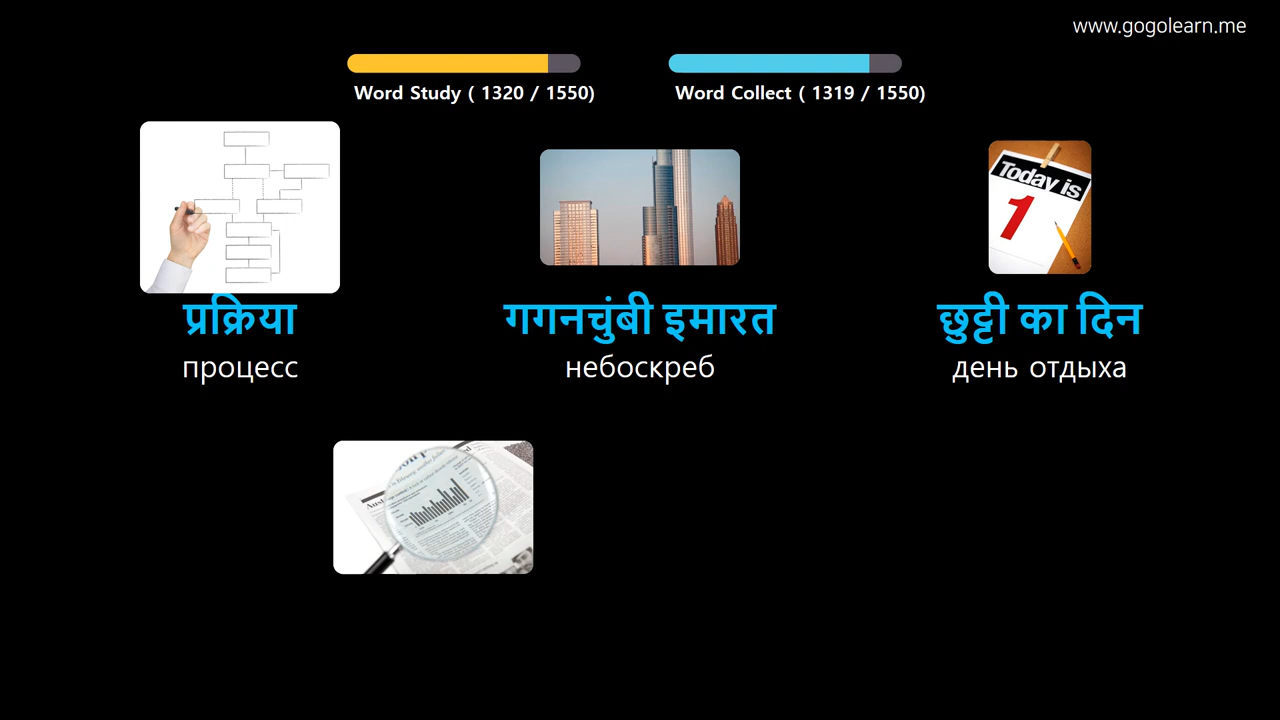 www.gogolearn.me
Word Study ( 1320 / 1550)
Word Collect ( 1319 / 1550)
Today is
1
प्रक्रिया
गगनचुंबी इमारत
छुट्टी का दिन
процесс
небоскреб
день отдыха